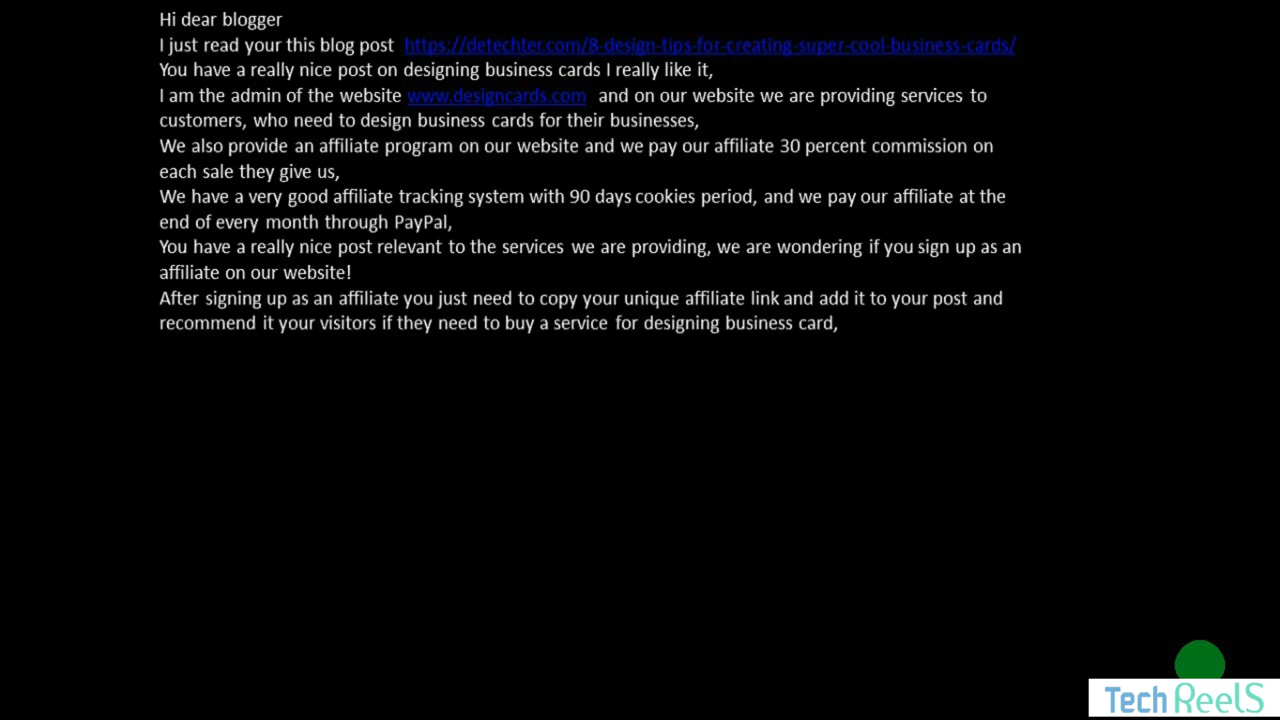 Hi dear blogger
I just read your this blog post https://detechter.com/8-design-tips-for-creating-super-cool-business-cards/
You have a really nice post on designing business cards I really like it,
I am the admin of the website www.designcards.com and on our website we are providing services to
customers, who need to design business cards for their businesses,
We also provide an affiliate program on our website and we pay our affiliate 30 percent commission on
each sale they give us,
We have a very good affiliate tracking system with 90 days cookies period, and we pay our affiliate at the
end of every month through PayPal,
You have a really nice post relevant to the services we are providing, we are wondering if you sign up as an
affiliate on our website!
After signing up as an affiliate you just need to copy your unique affiliate link and add it to your post and
recommend it your visitors if they need to buy a service for designing business card,
Tech ReelS